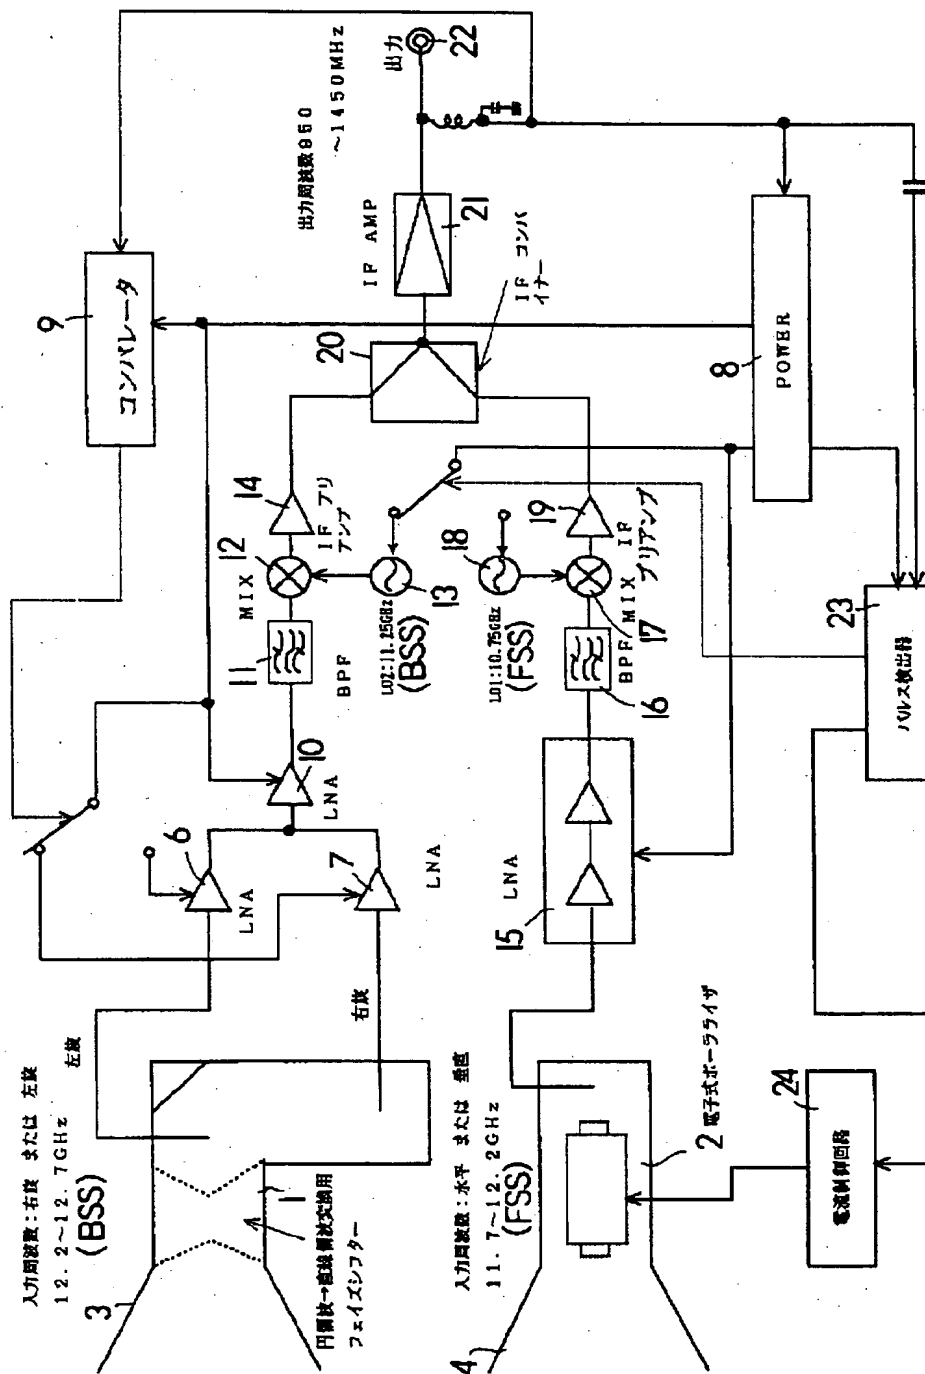 入力周波数：右旋 または 左旋
12.2～12.7GHz
(BSS)
3
円偏波→直線偏波変換用
フェイズシフター
1
左旋
右旋
6
LNA
7
LNA
10
LNA
9
コンパレータ
11
BPF
MIX
12
14
IF プリ
アンプ
13
LO2:11.25GHz
(BSS)
入力周波数：水平 または 垂直
11.7～12.2GHz
(FSS)
4
2 電子式ポーラライザ
15
LNA
16
BPF
MIX
17
18
LO1:10.75GHz
(FSS)
19
IF
プリアンプ
20
IF コンバ
イナー
IF AMP
21
出力周波数950
～1450MHz
出力
22
8
POWER
23
パルス検出器
24
電流制御回路